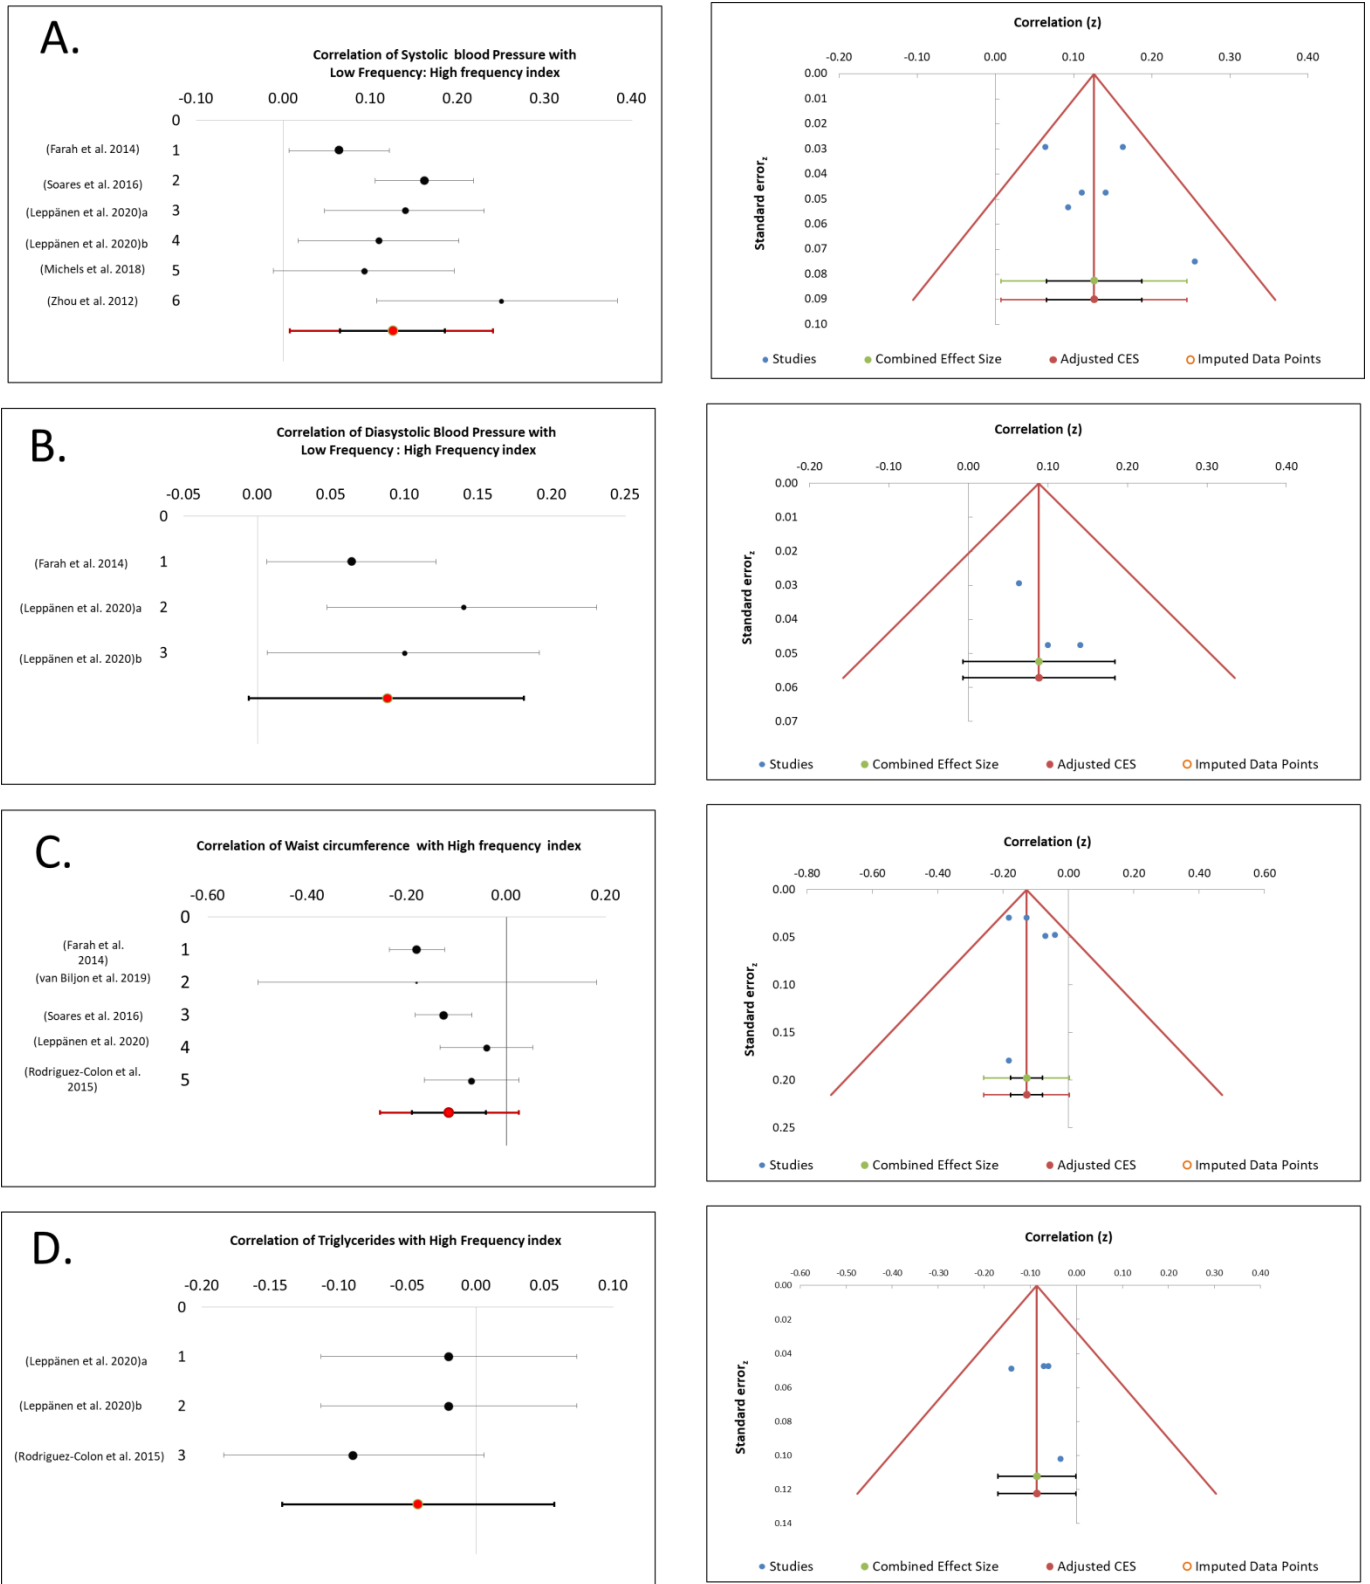 A.
Correlation of Systolic blood Pressure with
Low Frequency: High frequency index
-0.10 0.00 0.10 0.20 0.30 0.40
0
(Farah et al. 2014) 1
(Soares et al. 2016) 2
(Leppänen et al. 2020)a 3
(Leppänen et al. 2020)b 4
(Michels et al. 2018) 5
(Zhou et al. 2012) 6
Correlation (z)
-0.20 0.00 0.10 0.20 0.30 0.40
0.00
0.01
0.02
0.03
0.04
0.05
0.06
0.07
0.08
0.09
0.10
Standard error z
Studies Combined Effect Size Adjusted CES Imputed Data Points
B.
Correlation of Diasystolic Blood Pressure with
Low Frequency : High Frequency index
-0.05 0.00 0.05 0.10 0.15 0.20 0.25
0
(Farah et al. 2014) 1
(Leppänen et al. 2020)a 2
(Leppänen et al. 2020)b 3
Correlation (z)
-0.20 -0.10 0.00 0.10 0.20 0.30 0.40
0.00
0.01
0.02
0.03
0.04
0.05
0.06
0.07
Standard error z
Studies Combined Effect Size Adjusted CES Imputed Data Points
C.
Correlation of Waist circumference with High frequency index
-0.60 -0.40 -0.20 0.00 0.20
0
(Farah et al.
2014) 1
(van Biljon et al. 2019) 2
(Soares et al. 2016) 3
(Leppänen et al. 2020) 4
(Rodriguez-Colon et al.
2015) 5
Correlation (z)
-0.80 -0.60 -0.40 -0.20 0.00 0.20 0.40 0.60
0.00
0.05
0.10
0.15
0.20
0.25
Standard error z
Studies Combined Effect Size Adjusted CES Imputed Data Points
D.
Correlation of Triglycerides with High Frequency index
-0.20 -0.15 -0.10 -0.05 0.00 0.05 0.10
0
(Leppänen et al. 2020)a 1
(Leppänen et al. 2020)b 2
(Rodriguez-Colon et al. 2015) 3
Correlation (z)
-0.60 -0.50 -0.40 -0.30 -0.20 -0.10 0.00 0.10 0.20 0.30 0.40
0.00
0.02
0.04
0.06
0.08
0.10
0.12
0.14
Standard error z
Studies Combined Effect Size Adjusted CES Imputed Data Points